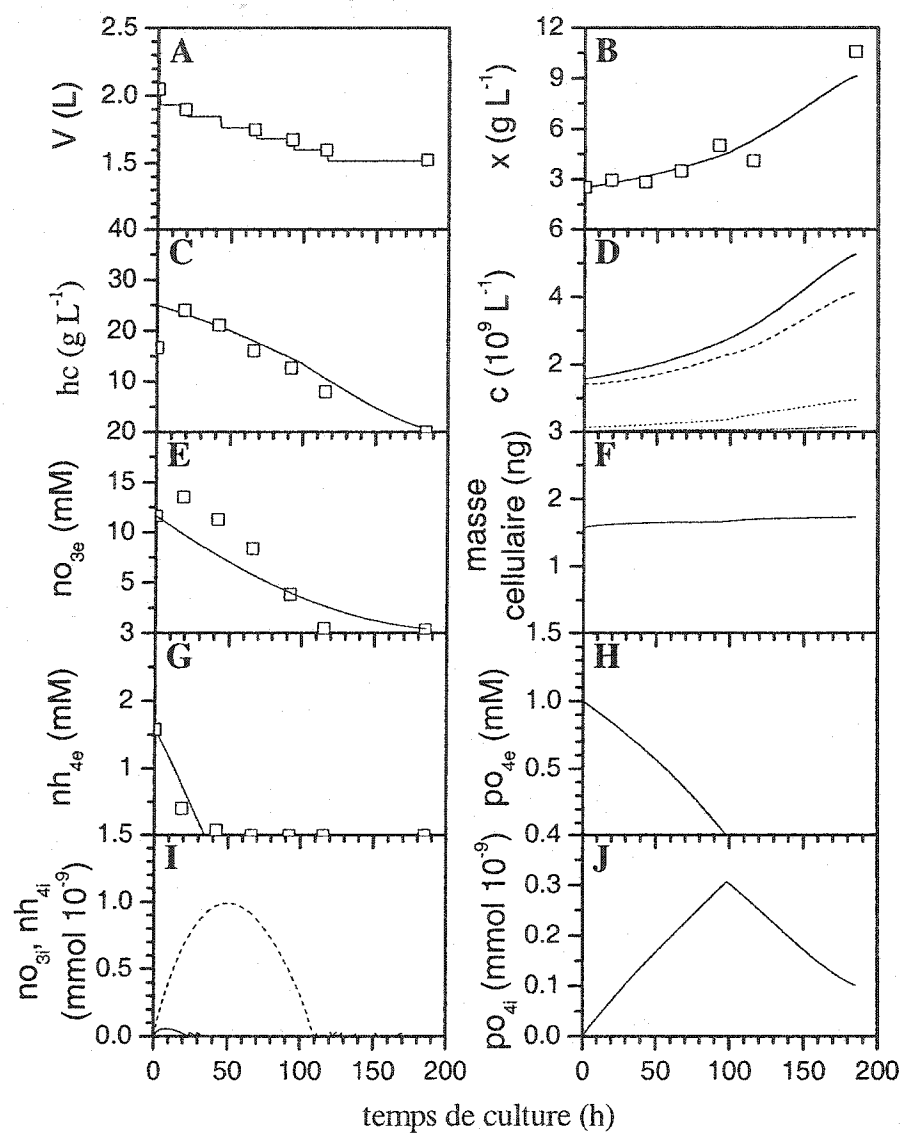 A
V (L)
2.5
2.0
1.5
40
B
x (g L⁻¹)
12
9
6
3
6
C
hc (g L⁻¹)
30
20
10
20
D
c (10⁹ L⁻¹)
4
2
3
E
no₃ₑ (mM)
15
10
5
3
F
masse
cellulaire (ng)
2
1
1.5
G
nh₄ₑ (mM)
2
1
1.5
H
po₄ₑ (mM)
1.0
0.5
0.4
I
no₃ᵢ, nh₄ᵢ
(mmol 10⁻⁹)
1.0
0.5
0.0
0 50 100 150 200
J
po₄ᵢ (mmol 10⁻⁹)
0.3
0.2
0.1
0.0
0 50 100 150 200
temps de culture (h)